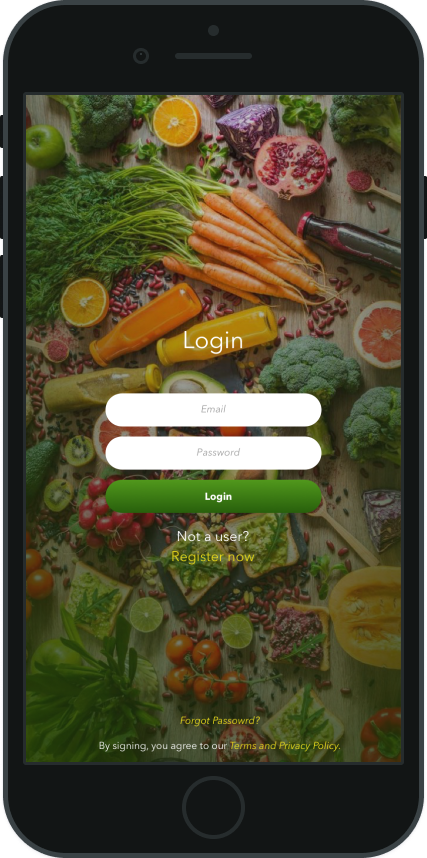 Login
Email
Password
Login
Not a user?
Register now
Forgot Passowrd?
By signing, you agree to our Terms and Privacy Policy.